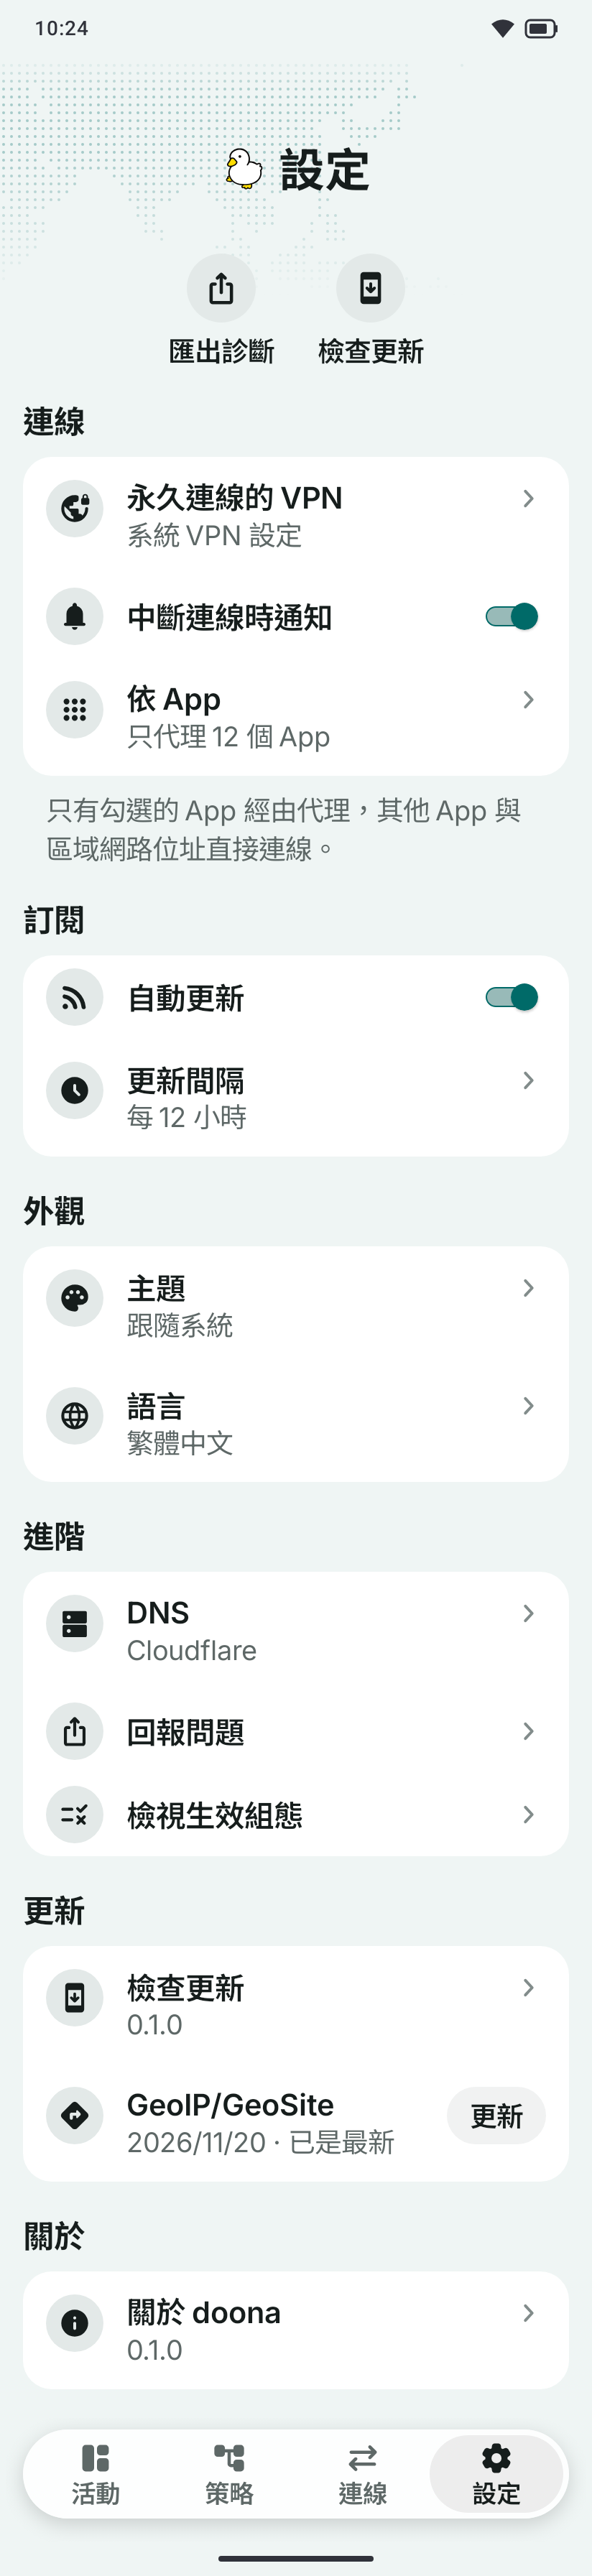 10:24
設定
匯出診斷
檢查更新
連線
永久連線的 VPN
系統 VPN 設定
中斷連線時通知
依 App
只代理 12 個 App
只有勾選的 App 經由代理，其他 App 與
區域網路位址直接連線。
訂閱
自動更新
更新間隔
每 12 小時
外觀
主題
跟隨系統
語言
繁體中文
進階
DNS
Cloudflare
回報問題
檢視生效組態
更新
檢查更新
0.1.0
GeoIP/GeoSite
更新
2026/11/20 · 已是最新
關於
關於 doona
0.1.0
活動
策略
連線
設定